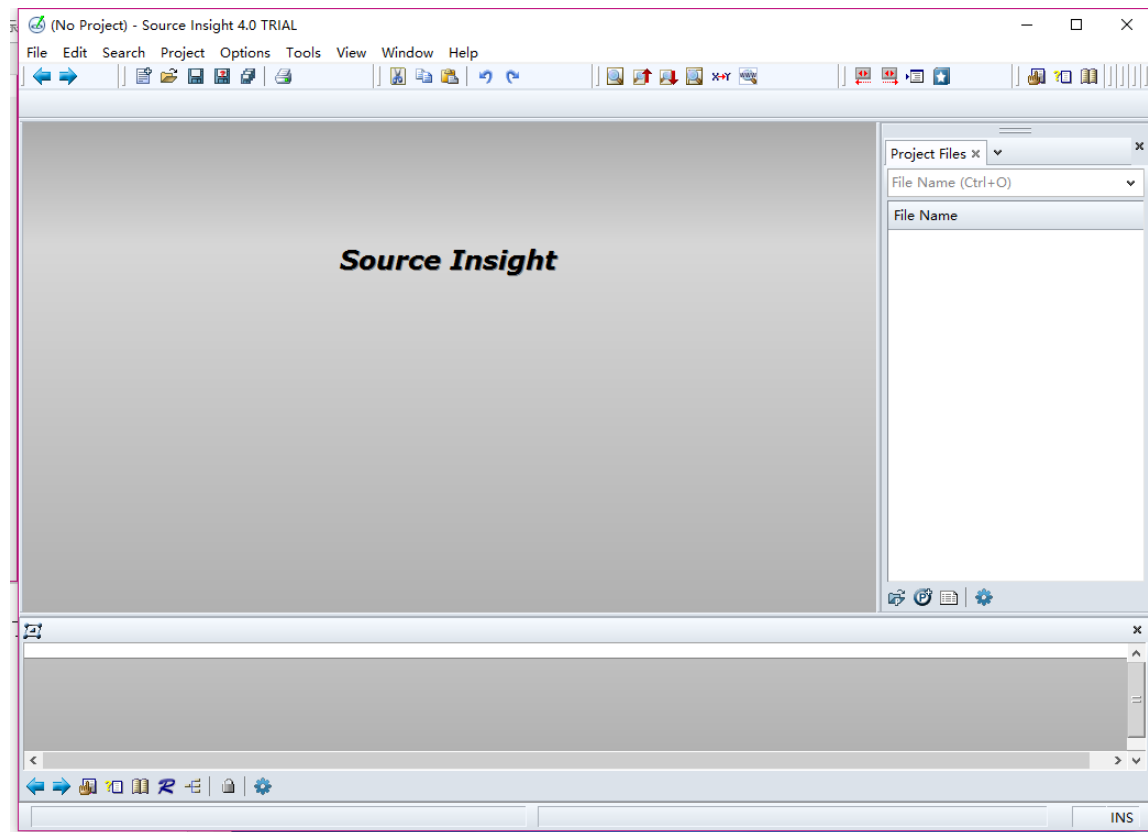 (No Project) - Source Insight 4.0 TRIAL
File Edit Search Project Options Tools View Window Help
Project Files
File Name (Ctrl+O)
File Name
Source Insight
INS